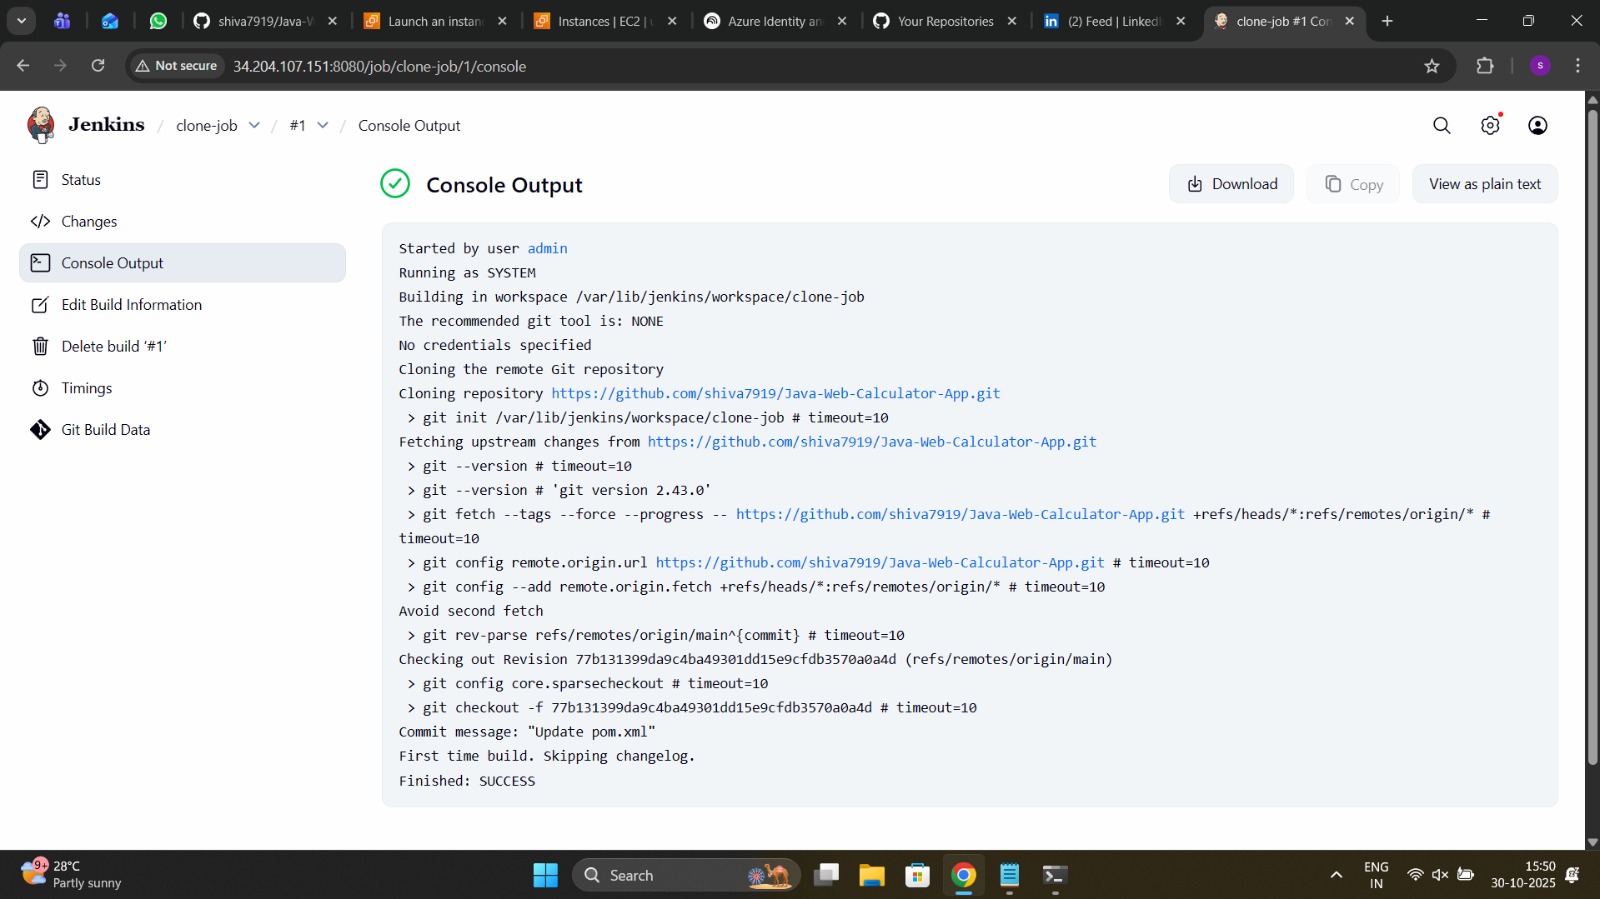 shiva7919/Java-W
Launch an instan
Instances | EC2 | u
Azure Identity an
Your Repositories
(2) Feed | LinkedI
clone-job #1 Con
Not secure
34.204.107.151:8080/job/clone-job/1/console
s
Jenkins / clone-job / #1 / Console Output
Status
Changes
Console Output
Edit Build Information
Delete build ‘#1’
Timings
Git Build Data
Console Output
Download
Copy
View as plain text
Started by user admin
Running as SYSTEM
Building in workspace /var/lib/jenkins/workspace/clone-job
The recommended git tool is: NONE
No credentials specified
Cloning the remote Git repository
Cloning repository https://github.com/shiva7919/Java-Web-Calculator-App.git
 > git init /var/lib/jenkins/workspace/clone-job # timeout=10
Fetching upstream changes from https://github.com/shiva7919/Java-Web-Calculator-App.git
 > git --version # timeout=10
 > git --version # 'git version 2.43.0'
 > git fetch --tags --force --progress -- https://github.com/shiva7919/Java-Web-Calculator-App.git +refs/heads/*:refs/remotes/origin/* #
timeout=10
 > git config remote.origin.url https://github.com/shiva7919/Java-Web-Calculator-App.git # timeout=10
 > git config --add remote.origin.fetch +refs/heads/*:refs/remotes/origin/* # timeout=10
Avoid second fetch
 > git rev-parse refs/remotes/origin/main^{commit} # timeout=10
Checking out Revision 77b131399da9c4ba49301dd15e9cfdb3570a0a4d (refs/remotes/origin/main)
 > git config core.sparsecheckout # timeout=10
 > git checkout -f 77b131399da9c4ba49301dd15e9cfdb3570a0a4d # timeout=10
Commit message: "Update pom.xml"
First time build. Skipping changelog.
Finished: SUCCESS
9+
28°C
Partly sunny
Search
ENG
IN
15:50
30-10-2025